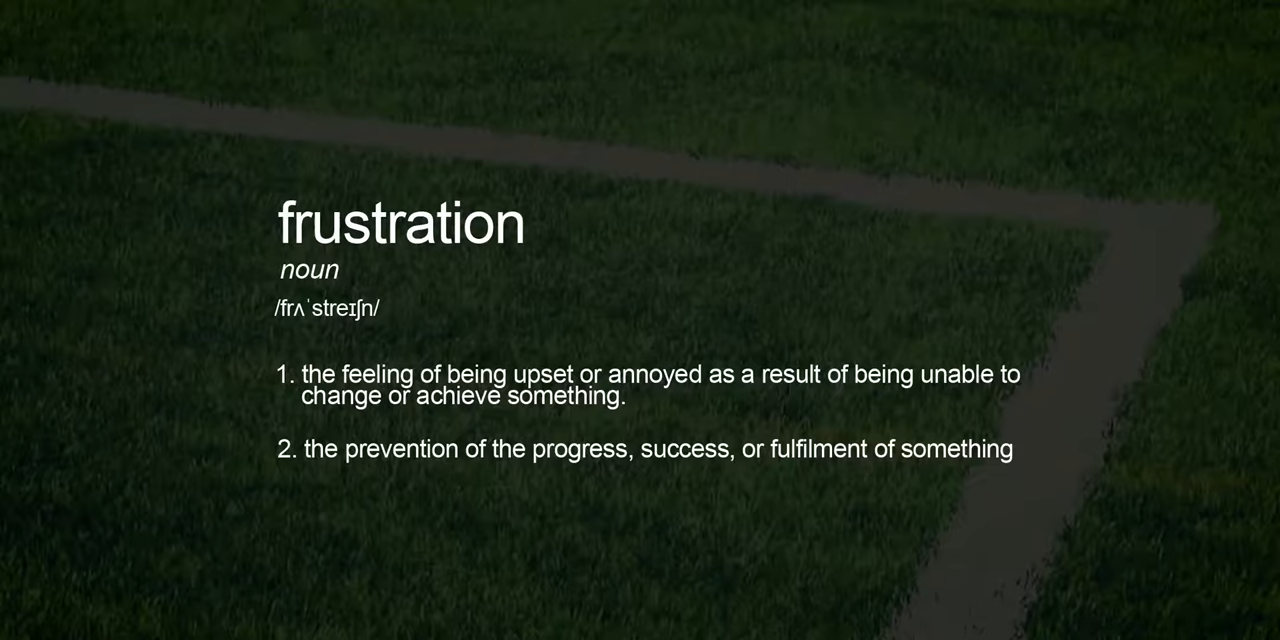 frustration
noun
/frʌˈstreɪʃn/
1. the feeling of being upset or annoyed as a result of being unable to
change or achieve something.
2. the prevention of the progress, success, or fulfilment of something